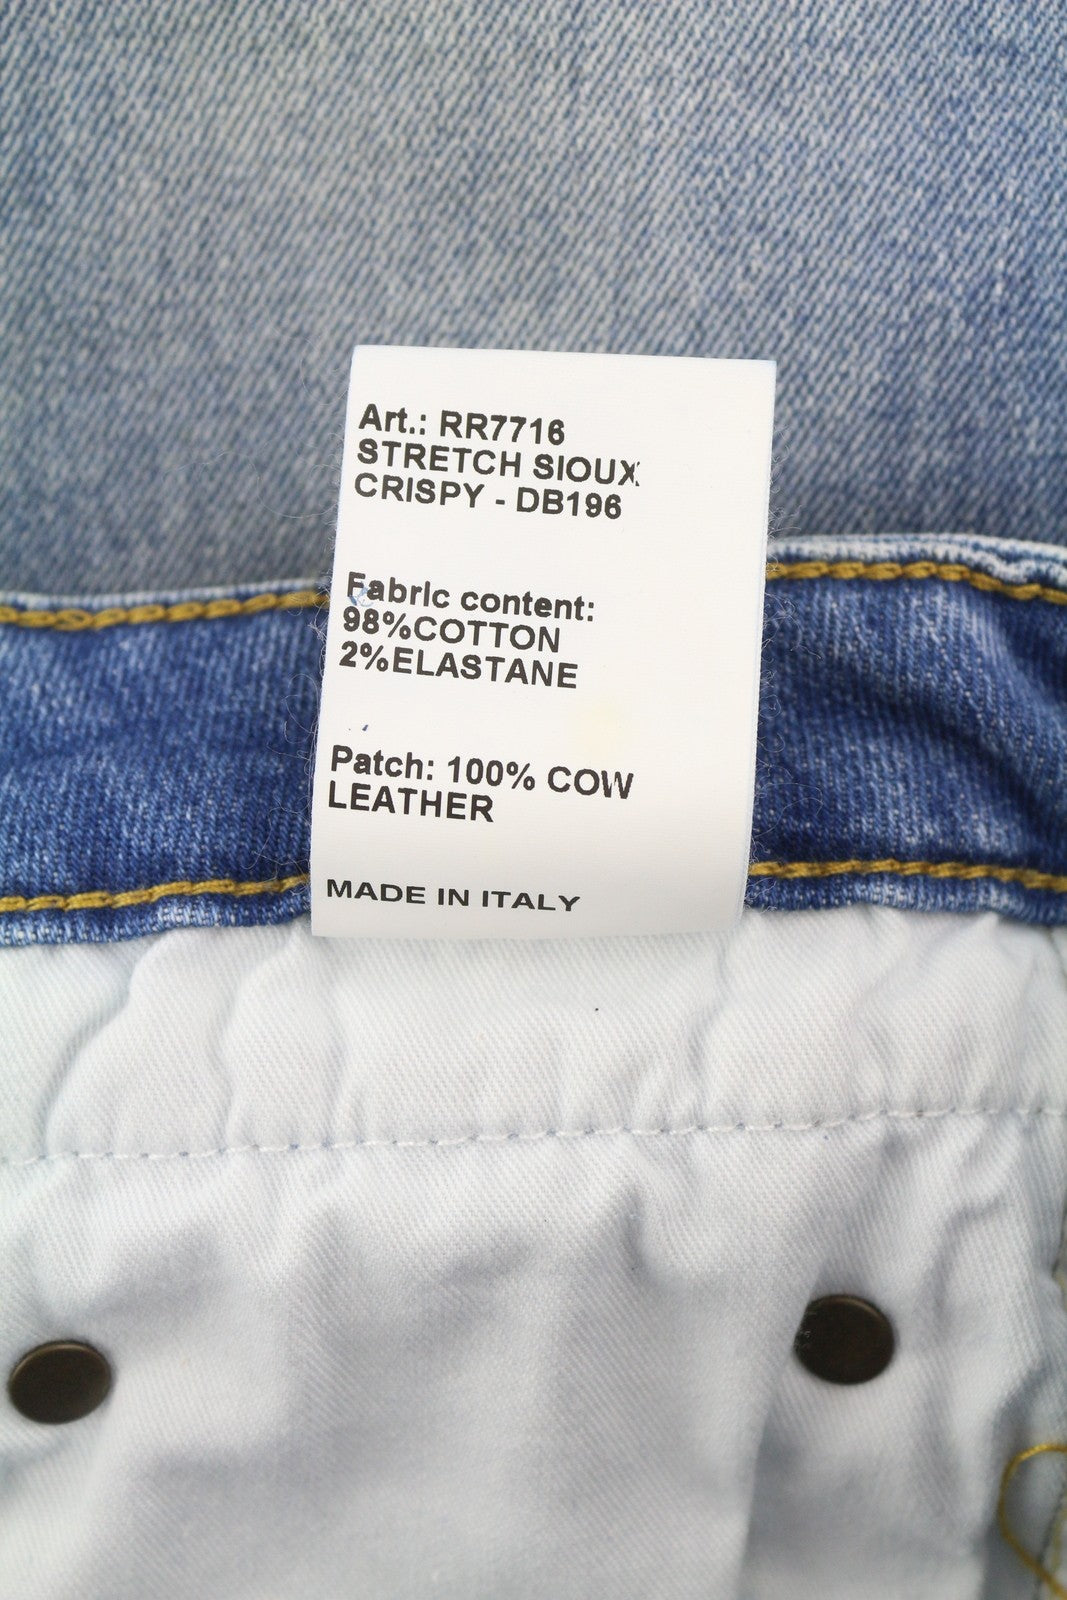 Art.: RR7716
STRETCH SIOUX
CRISPY - DB196
Fabric content:
98%COTTON
2%ELASTANE
Patch: 100% COW
LEATHER
MADE IN ITALY